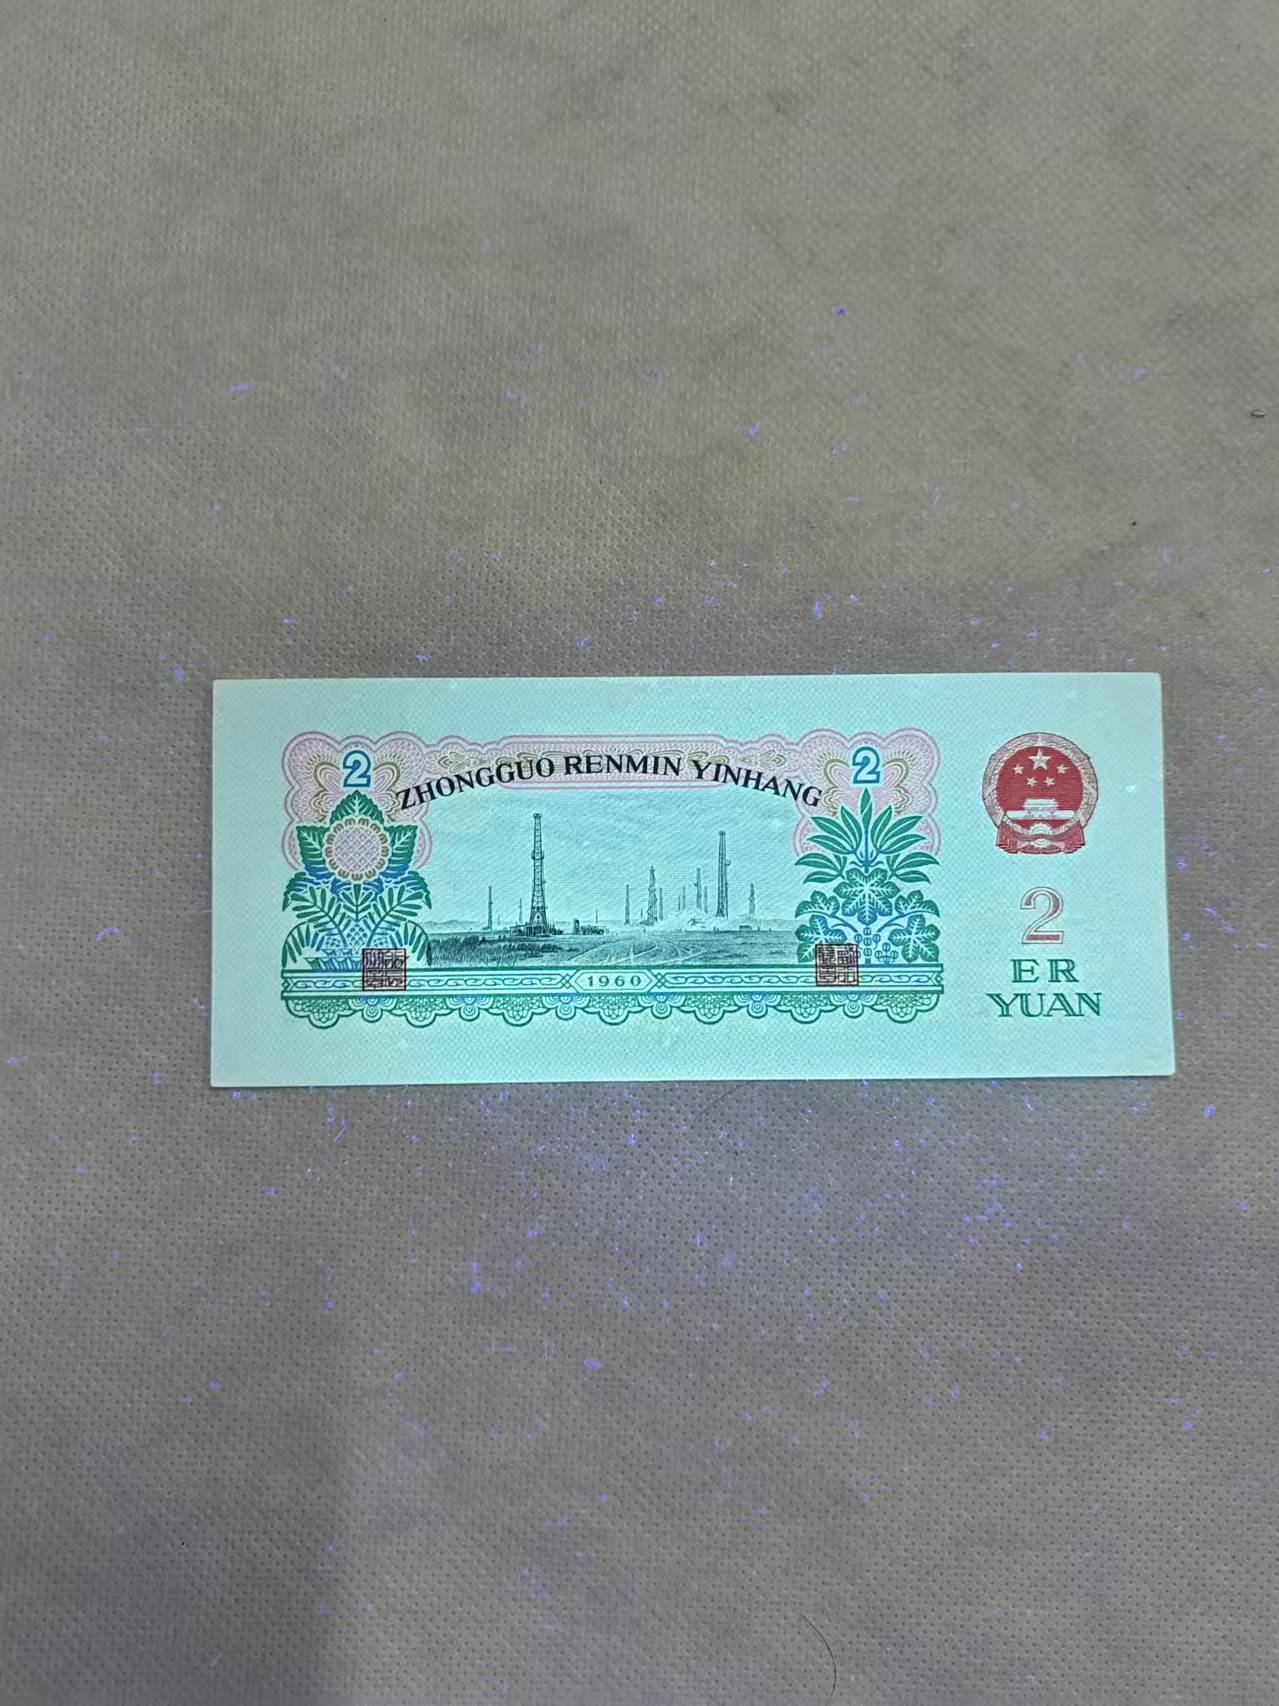 2
2
ZHONGGUO RENMIN YINHANG
1960
2
ER
YUAN